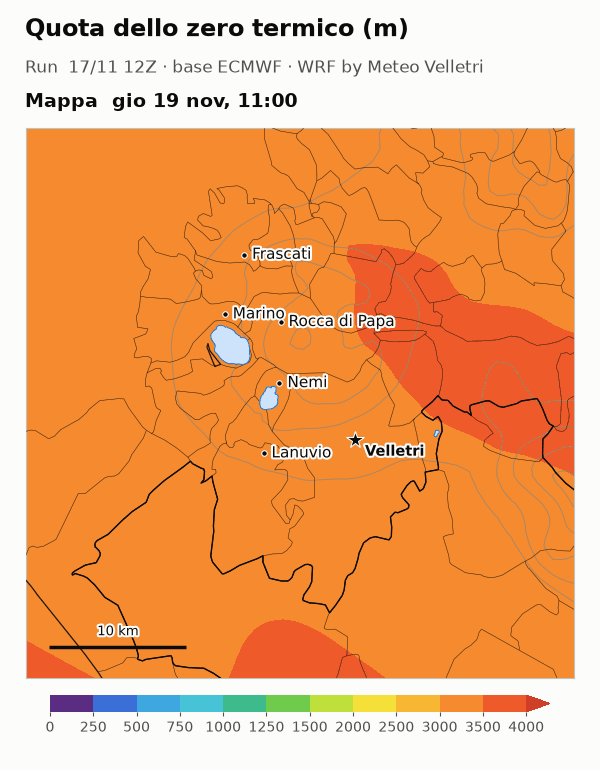 Quota dello zero termico (m)
Run  17/11 12Z · base ECMWF · WRF by Meteo Velletri
Mappa  gio 19 nov, 11:00
Frascati
Marino
Rocca di Papa
Nemi
Velletri
Lanuvio
10 km
0 250 500 750 1000 1250 1500 2000 2500 3000 3500 4000